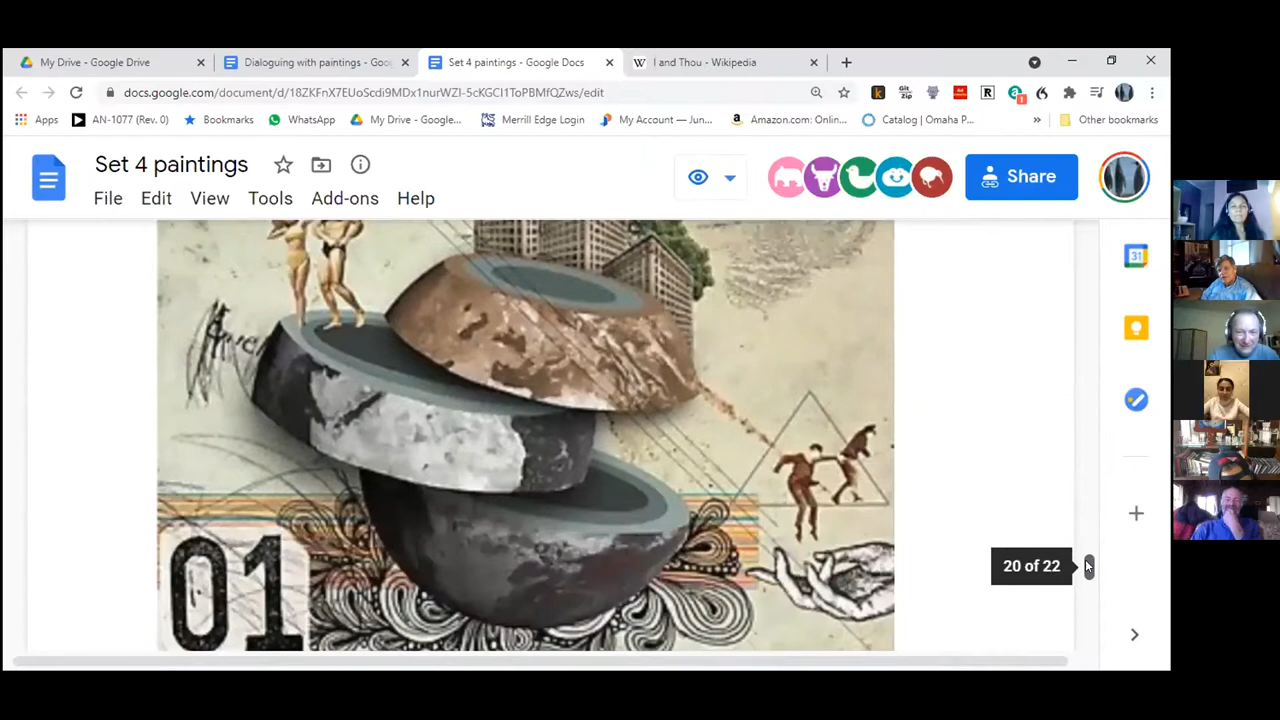 My Drive - Google Drive
Dialoguing with paintings - Goo
Set 4 paintings - Google Docs
I and Thou - Wikipedia
docs.google.com/document/d/18ZKFnX7EUoScdi9MDx1nurWZI-5cKGCI1ToPBMfQZws/edit
Apps
AN-1077 (Rev. 0)
Bookmarks
WhatsApp
My Drive - Google...
Merrill Edge Login
My Account — Jun...
Amazon.com: Onlin...
Catalog | Omaha P...
»
Other bookmarks
Set 4 paintings
Share
File Edit View Tools Add-ons Help
31
01
20 of 22